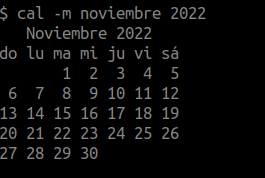 $ cal -m noviembre 2022
   Noviembre 2022
do lu ma mi ju vi sá
       1  2  3  4  5
 6  7  8  9 10 11 12
13 14 15 16 17 18 19
20 21 22 23 24 25 26
27 28 29 30